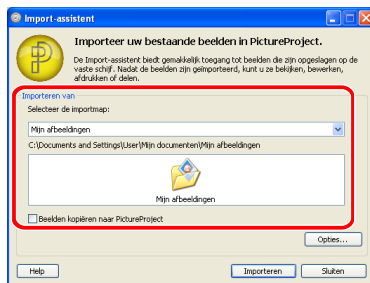 Import-assistent
Importeer uw bestaande beelden in PictureProject.
De Import-assistent biedt gemakkelijk toegang tot beelden die zijn opgeslagen op de
vaste schijf. Nadat de beelden zijn geïmporteerd, kunt u ze bekijken, bewerken,
afdrukken of delen.
Importeren van
Selecteer de importmap:
Mijn afbeeldingen
C:\Documents and Settings\User\Mijn documenten\Mijn afbeeldingen
Mijn afbeeldingen
Beelden kopiëren naar PictureProject
Opties...
Help Importeren Sluiten